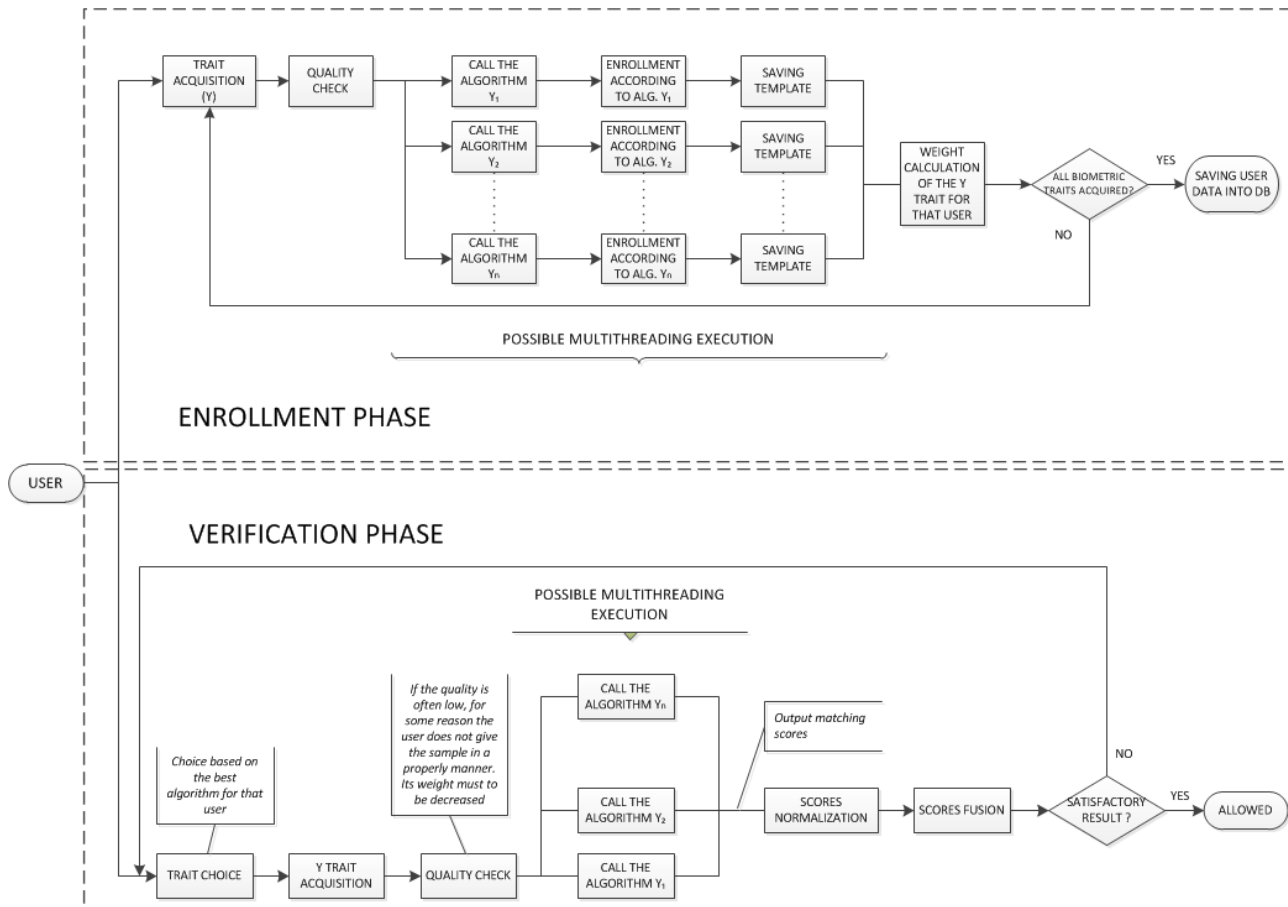 TRAIT
ACQUISITION
(Y)
QUALITY
CHECK
CALL THE
ALGORITHM
Y₁
ENROLLMENT
ACCORDING
TO ALG. Y₁
SAVING
TEMPLATE
CALL THE
ALGORITHM
Y₂
ENROLLMENT
ACCORDING
TO ALG. Y₂
SAVING
TEMPLATE
CALL THE
ALGORITHM
Yₙ
ENROLLMENT
ACCORDING
TO ALG. Yₙ
SAVING
TEMPLATE
WEIGHT
CALCULATION
OF THE Y
TRAIT FOR
THAT USER
ALL BIOMETRIC
TRAITS ACQUIRED?
YES
NO
SAVING USER
DATA INTO DB
POSSIBLE MULTITHREADING EXECUTION
ENROLLMENT PHASE
USER
VERIFICATION PHASE
POSSIBLE MULTITHREADING
EXECUTION
Choice based on
the best
algorithm for that
user
If the quality is
often low, for
some reason the
user does not give
the sample in a
properly manner.
Its weight must to
be decreased
TRAIT CHOICE
Y TRAIT
ACQUISITION
QUALITY CHECK
CALL THE
ALGORITHM Yₙ
CALL THE
ALGORITHM Y₂
CALL THE
ALGORITHM Y₁
Output matching
scores
SCORES
NORMALIZATION
SCORES FUSION
SATISFACTORY
RESULT ?
NO
YES
ALLOWED